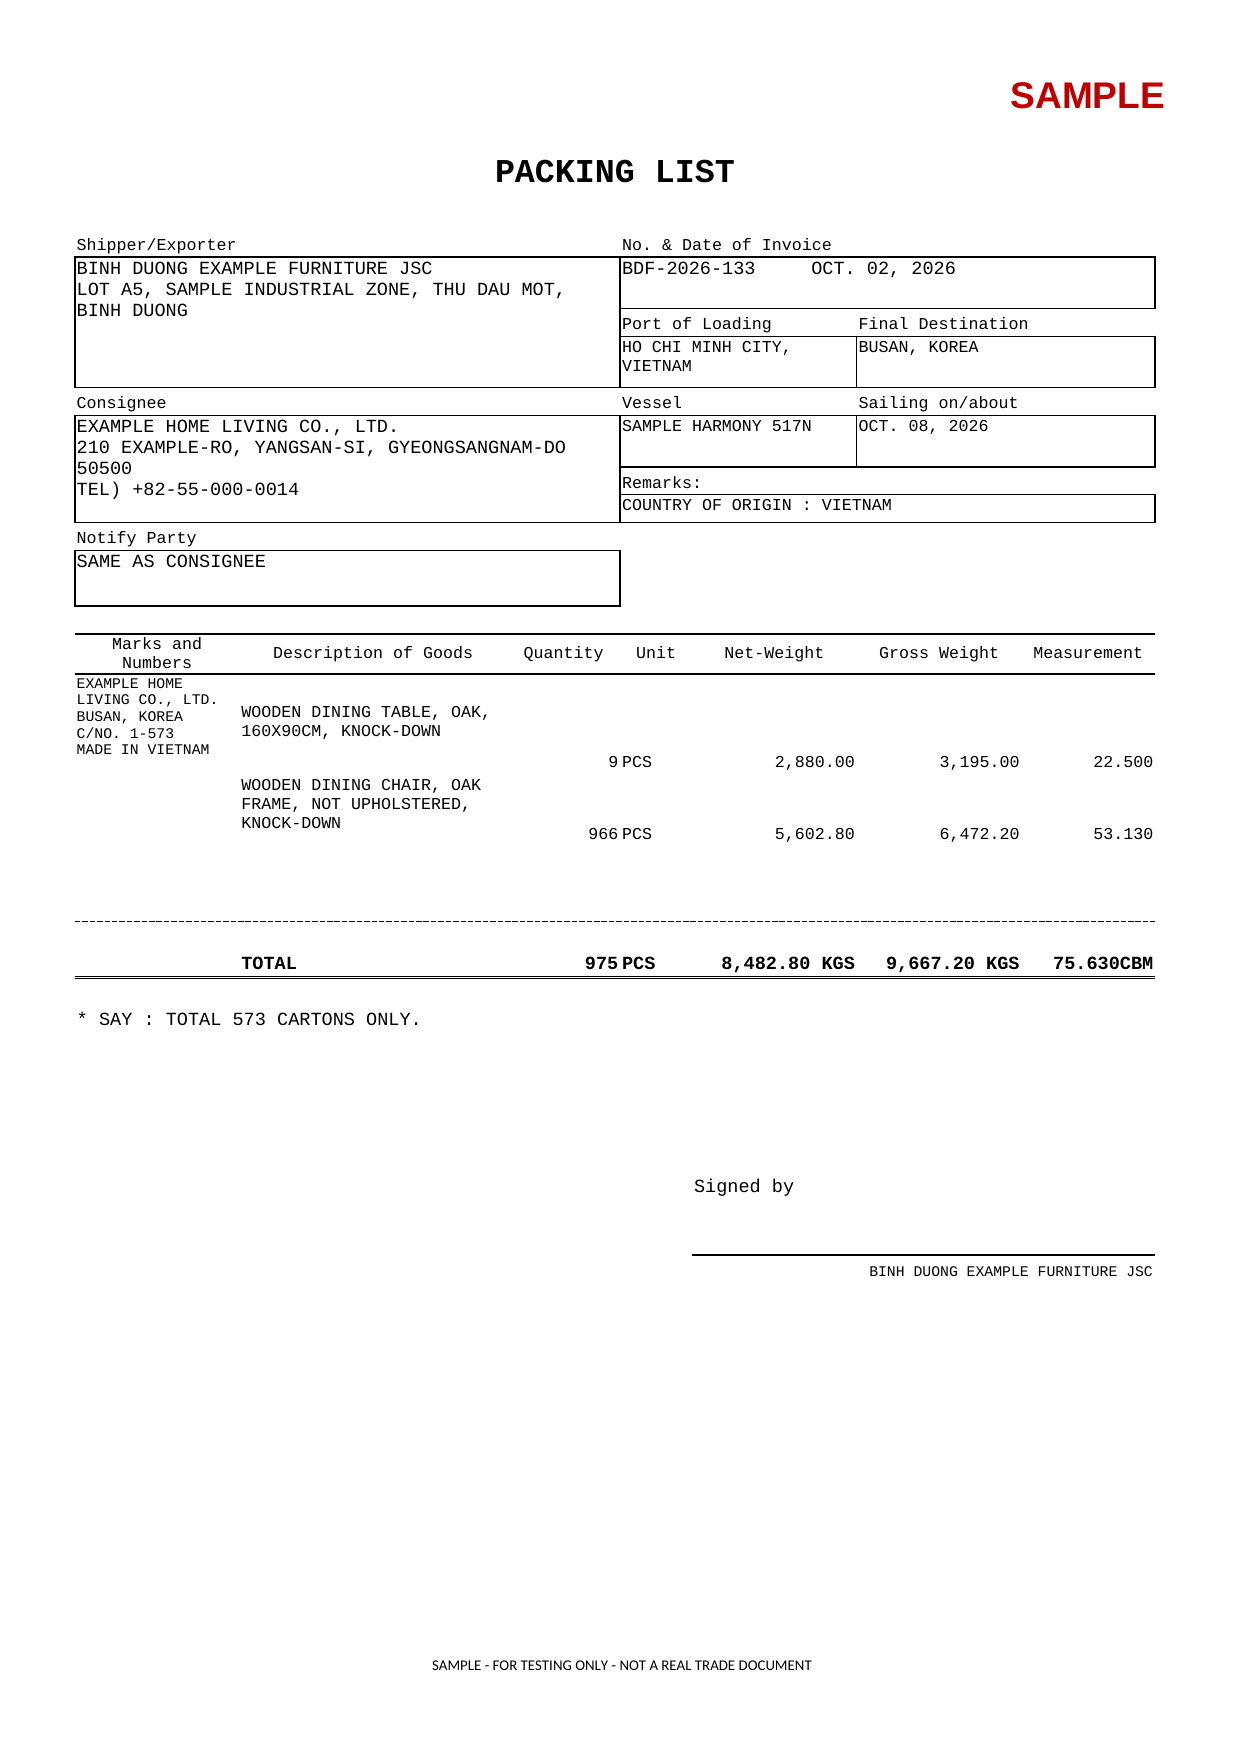 SAMPLE
PACKING LIST
Shipper/Exporter
BINH DUONG EXAMPLE FURNITURE JSC
LOT A5, SAMPLE INDUSTRIAL ZONE, THU DAU MOT,
BINH DUONG
No. & Date of Invoice
BDF-2026-133 OCT. 02, 2026
Port of Loading Final Destination
HO CHI MINH CITY, BUSAN, KOREA
VIETNAM
Consignee
EXAMPLE HOME LIVING CO., LTD.
210 EXAMPLE-RO, YANGSAN-SI, GYEONGSANGNAM-DO
50500
TEL) +82-55-000-0014
Vessel Sailing on/about
SAMPLE HARMONY 517N OCT. 08, 2026
Remarks:
COUNTRY OF ORIGIN : VIETNAM
Notify Party
SAME AS CONSIGNEE
Marks and
Numbers
Description of Goods Quantity Unit Net-Weight Gross Weight Measurement
EXAMPLE HOME
LIVING CO., LTD.
BUSAN, KOREA
C/NO. 1-573
MADE IN VIETNAM
WOODEN DINING TABLE, OAK,
160X90CM, KNOCK-DOWN
9 PCS 2,880.00 3,195.00 22.500
WOODEN DINING CHAIR, OAK
FRAME, NOT UPHOLSTERED,
KNOCK-DOWN
966 PCS 5,602.80 6,472.20 53.130
TOTAL 975 PCS 8,482.80 KGS 9,667.20 KGS 75.630CBM
* SAY : TOTAL 573 CARTONS ONLY.
Signed by
BINH DUONG EXAMPLE FURNITURE JSC
SAMPLE - FOR TESTING ONLY - NOT A REAL TRADE DOCUMENT